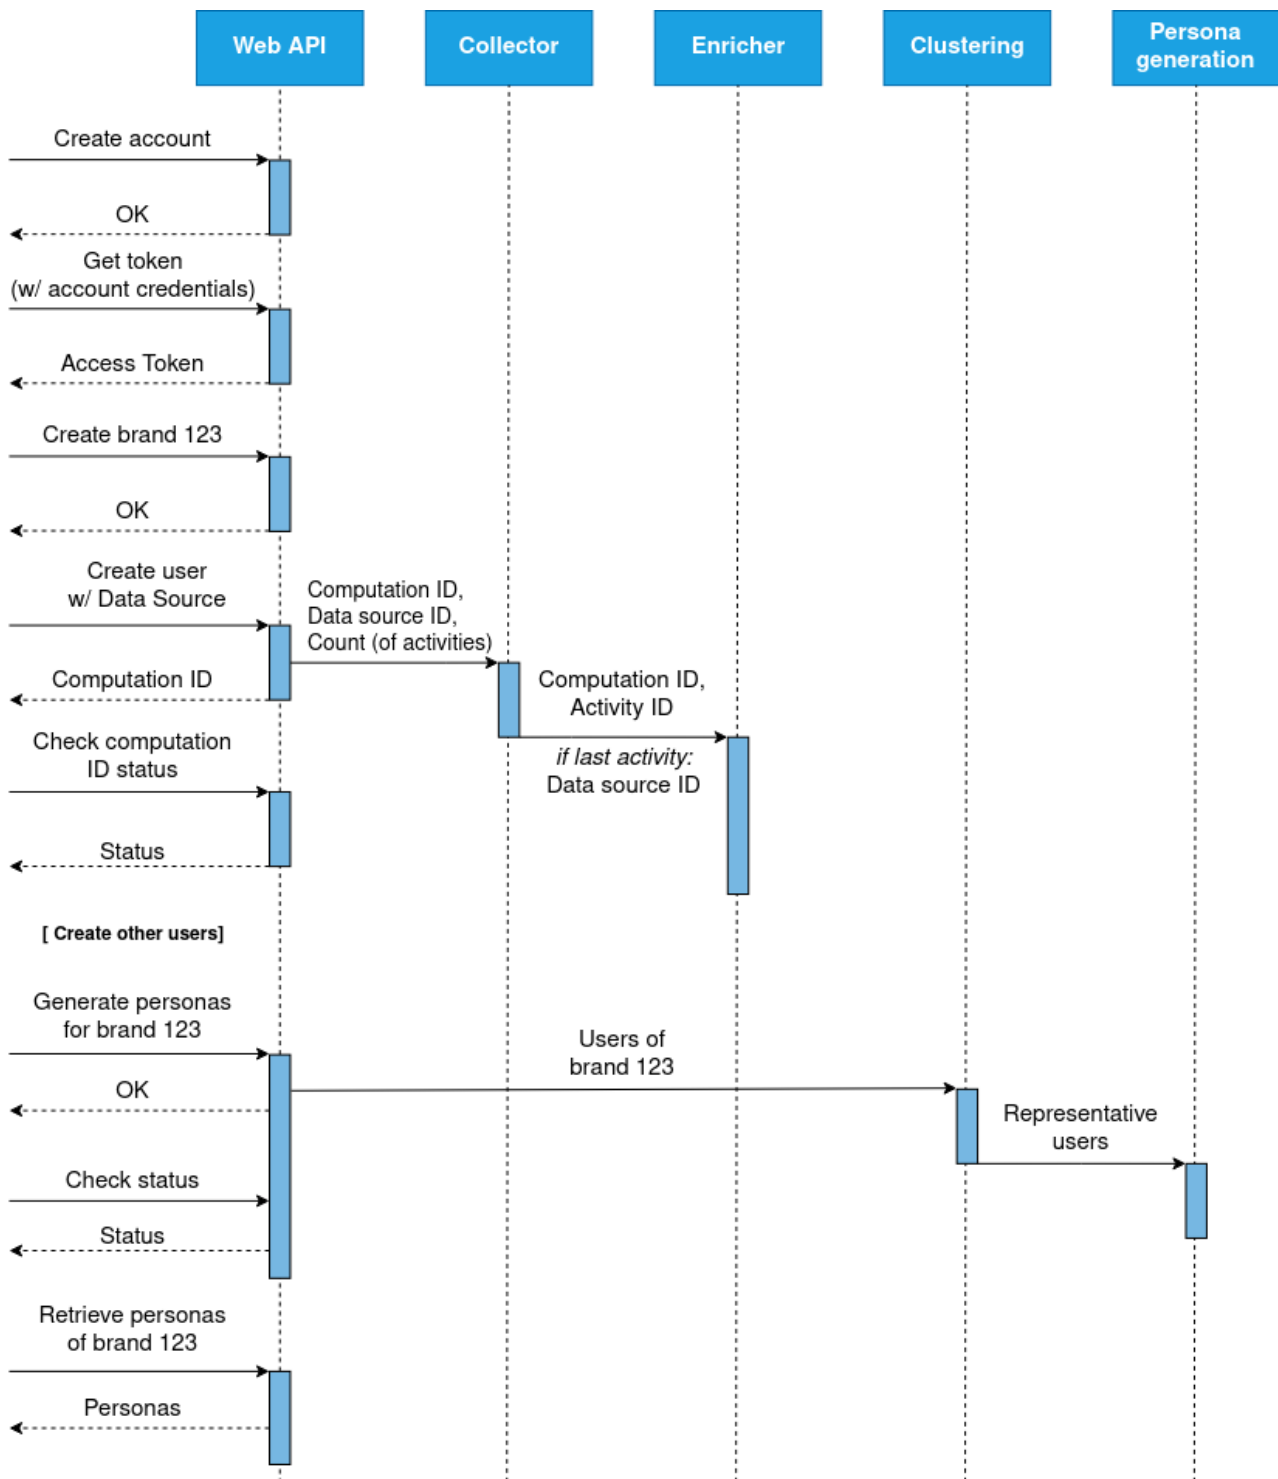 Web API
Collector
Enricher
Clustering
Persona
generation
Create account
OK
Get token
(w/ account credentials)
Access Token
Create brand 123
OK
Create user
w/ Data Source
Computation ID,
Data source ID,
Count (of activities)
Computation ID
Computation ID,
Activity ID
if last activity:
Data source ID
Check computation
ID status
Status
[ Create other users]
Generate personas
for brand 123
Users of
brand 123
OK
Representative
users
Check status
Status
Retrieve personas
of brand 123
Personas